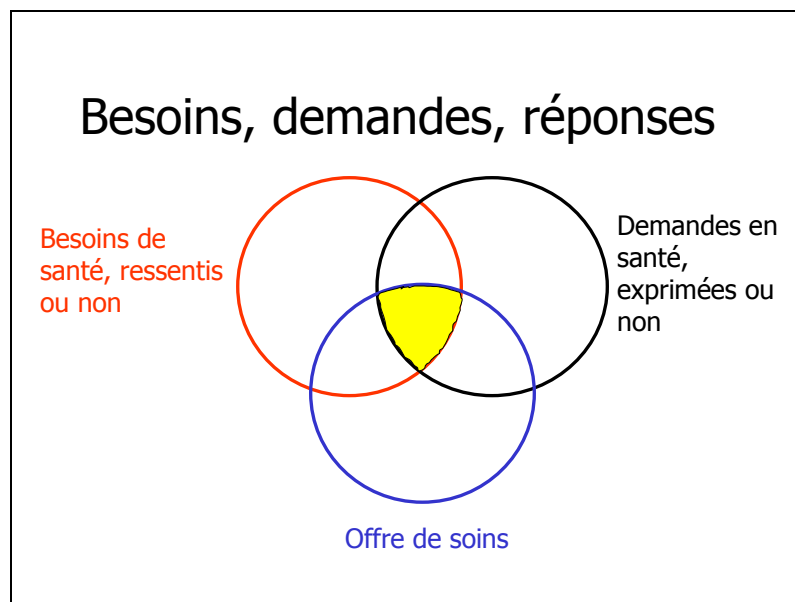 Besoins, demandes, réponses
Besoins de
santé, ressentis
ou non
Demandes en
santé,
exprimées ou
non
Offre de soins